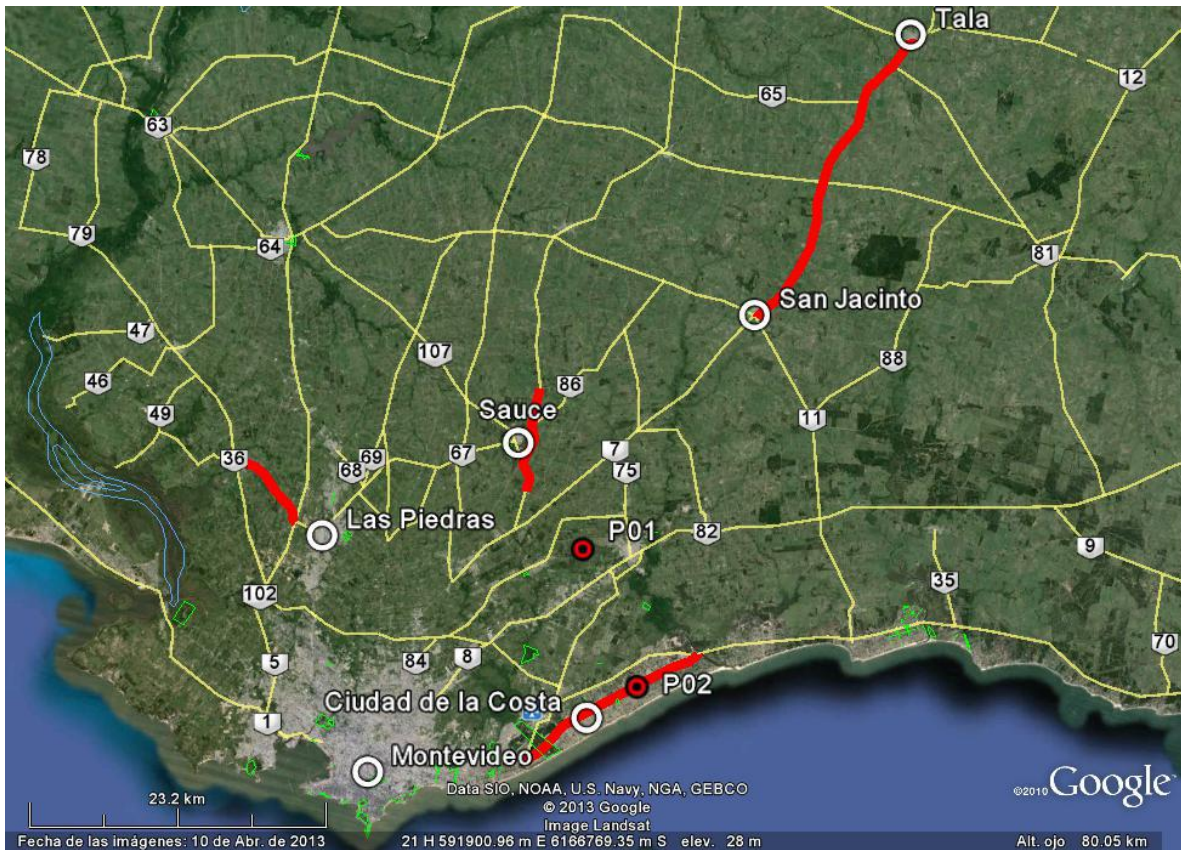 Tala
12
65
63
78
79
64
81
San Jacinto
47
107
88
46
86
49
Sauce
11
7
67
69
68
36
75
Las Piedras
P01
82
9
35
102
70
84
8
5
P02
Ciudad de la Costa
1
Montevideo
Data SIO, NOAA, U.S. Navy, NGA, GEBCO
© 2013 Google
Image Landsat
©2010 Google
23.2 km
Fecha de las imágenes: 10 de Abr. de 2013
21 H 591900.96 m E 6166769.35 m S elev. 28 m
Alt. ojo 80.05 km